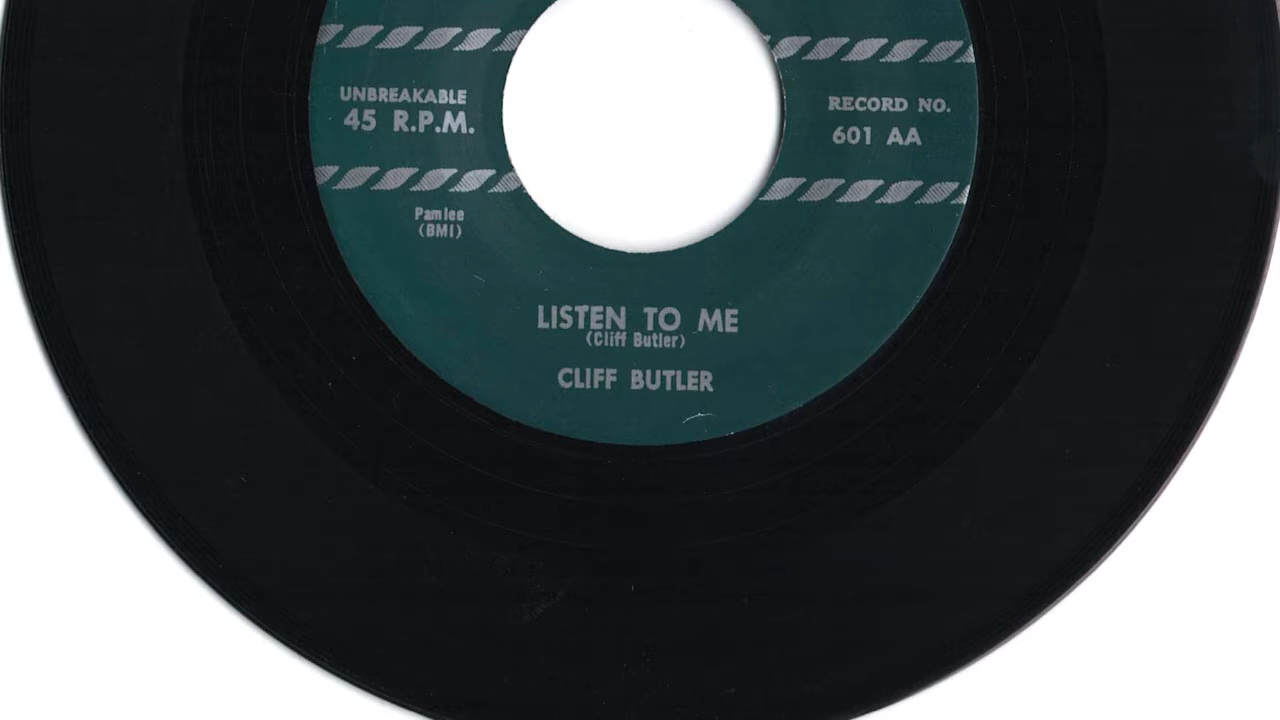 UNBREAKABLE
45 R.P.M.
RECORD NO.
601 AA
Pamlee
(BMI)
LISTEN TO ME
(Cliff Butler)
CLIFF BUTLER